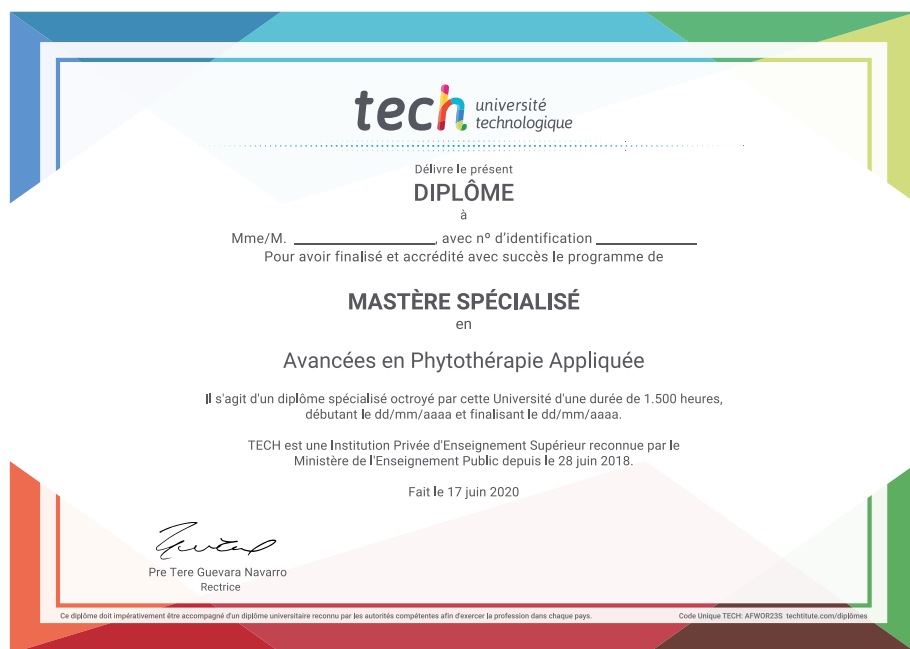 tech université
technologique
Délivre le présent
DIPLÔME
à
Mme/M. ____________________, avec nº d'identification ______________
Pour avoir finalisé et accrédité avec succès le programme de
MASTÈRE SPÉCIALISÉ
en
Avancées en Phytothérapie Appliquée
Il s'agit d'un diplôme spécialisé octroyé par cette Université d'une durée de 1.500 heures,
débutant le dd/mm/aaaa et finalisant le dd/mm/aaaa.
TECH est une Institution Privée d'Enseignement Supérieur reconnue par le
Ministère de l'Enseignement Public depuis le 28 juin 2018.
Fait le 17 juin 2020
Pre Tere Guevara Navarro
Rectrice
Ce diplôme doit impérativement être accompagné d'un diplôme universitaire reconnu par les autorités compétentes afin d'exercer la profession dans chaque pays. Code Unique TECH: AFWOR23S techtitute.com/diplômes